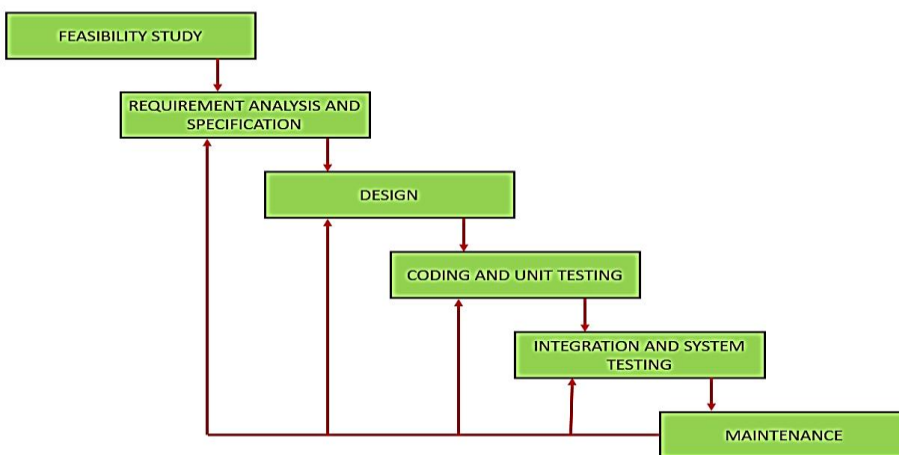 FEASIBILITY STUDY
REQUIREMENT ANALYSIS AND
SPECIFICATION
DESIGN
CODING AND UNIT TESTING
INTEGRATION AND SYSTEM
TESTING
MAINTENANCE